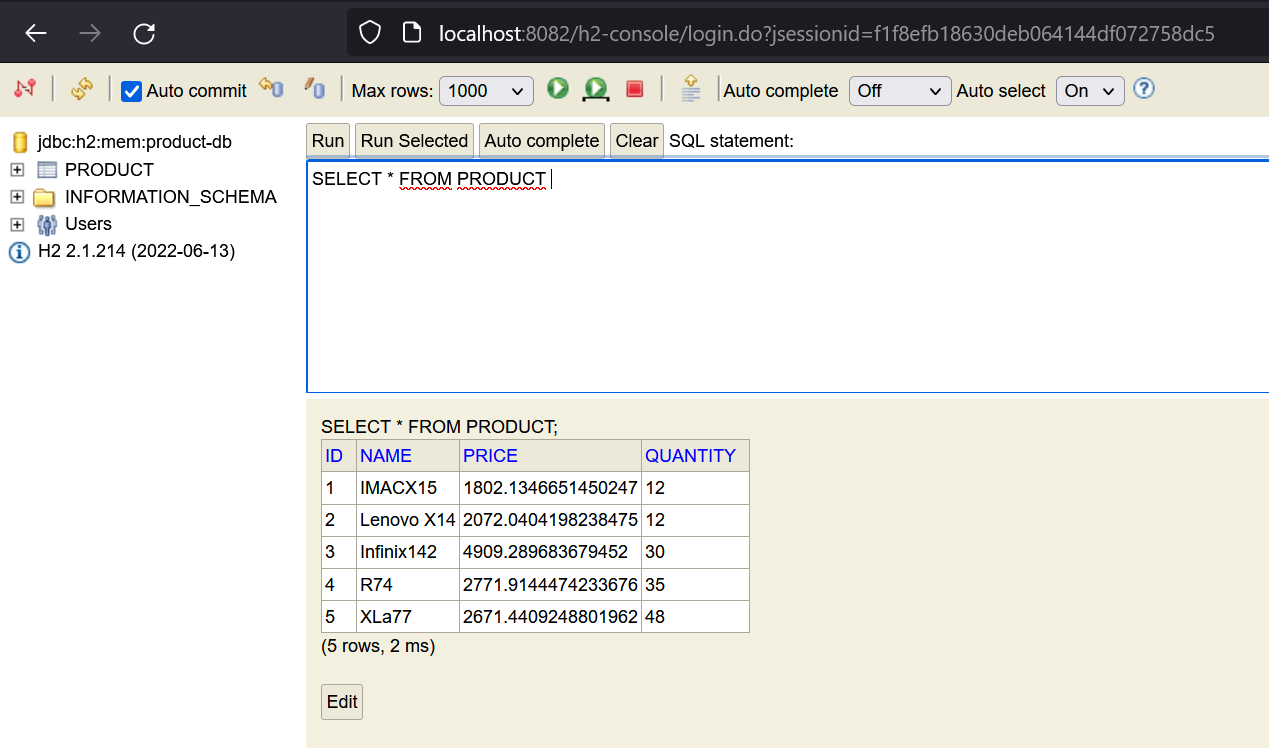 localhost:8082/h2-console/login.do?jsessionid=f1f8efb18630deb064144df072758dc5
Auto commit Max rows: 1000 Auto complete Off Auto select On
jdbc:h2:mem:product-db
PRODUCT
INFORMATION_SCHEMA
Users
H2 2.1.214 (2022-06-13)
Run Run Selected Auto complete Clear SQL statement:
SELECT * FROM PRODUCT
SELECT * FROM PRODUCT;
ID NAME PRICE QUANTITY
1 IMACX15 1802.1346651450247 12
2 Lenovo X14 2072.0404198238475 12
3 Infinix142 4909.289683679452 30
4 R74 2771.9144474233676 35
5 XLa77 2671.4409248801962 48
(5 rows, 2 ms)
Edit